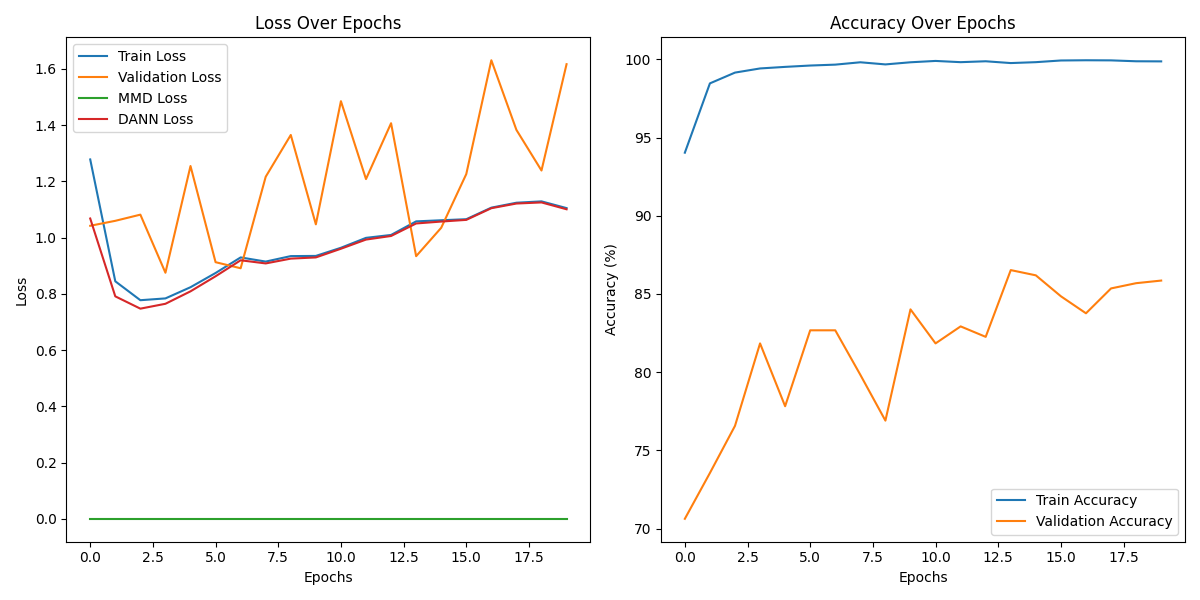 Loss Over Epochs
Train Loss
Validation Loss
MMD Loss
DANN Loss
1.6
1.4
1.2
1.0
0.8
0.6
0.4
0.2
0.0
Loss
0.0 2.5 5.0 7.5 10.0 12.5 15.0 17.5
Epochs
Accuracy Over Epochs
100
95
90
85
80
75
70
Accuracy (%)
Train Accuracy
Validation Accuracy
0.0 2.5 5.0 7.5 10.0 12.5 15.0 17.5
Epochs